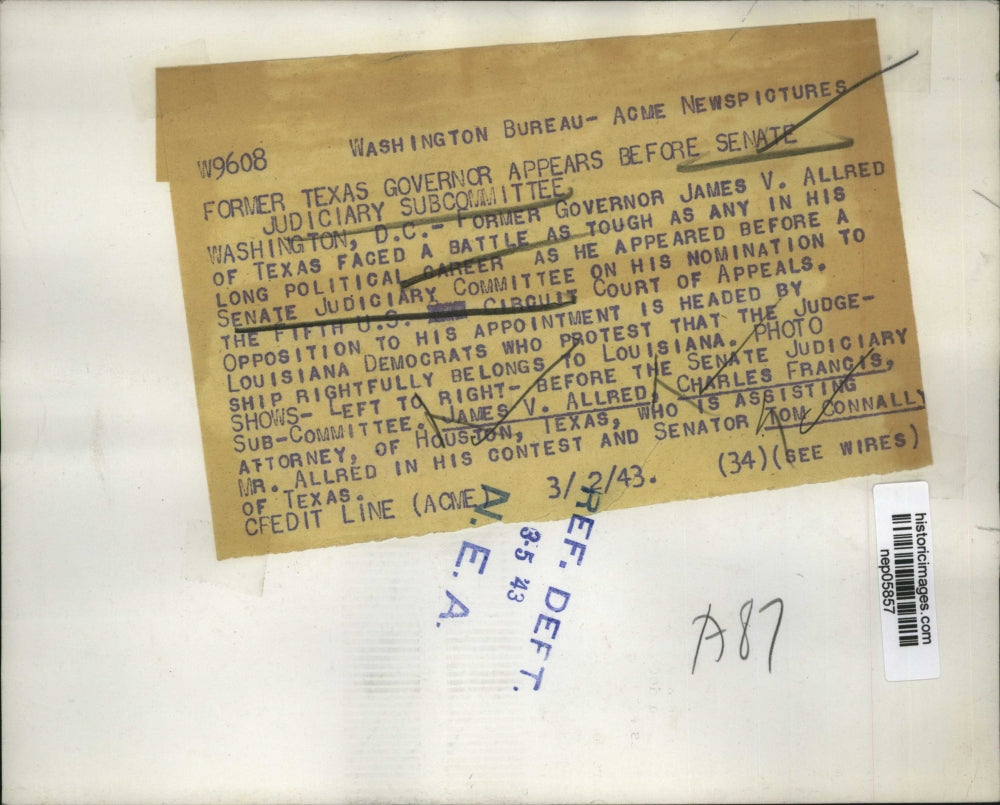 WASHINGTON BUREAU- ACME NEWSPICTURES
W9608
FORMER TEXAS GOVERNOR APPEARS BEFORE SENATE
JUDICIARY SUBCOMMITTEE
WASHINGTON, D.C.- FORMER GOVERNOR JAMES V. ALLRED
OF TEXAS FACED A BATTLE AS TOUGH AS ANY IN HIS
LONG POLITICAL CAREER AS HE APPEARED BEFORE A
SENATE JUDICIARY COMMITTEE ON HIS NOMINATION TO
THE FIFTH U.S. CIRCUIT COURT OF APPEALS.
OPPOSITION TO HIS APPOINTMENT IS HEADED BY
LOUISIANA DEMOCRATS WHO PROTEST THAT THE JUDGE-
SHIP RIGHTFULLY BELONGS TO LOUISIANA. PHOTO
SHOWS- LEFT TO RIGHT- BEFORE THE SENATE JUDICIARY
SUB-COMMITTEE. JAMES V. ALLRED, CHARLES FRANCIS,
ATTORNEY, OF HOUSTON, TEXAS, WHO IS ASSISTING
MR. ALLRED IN HIS CONTEST AND SENATOR TOM CONNALLY
OF TEXAS.
CREDIT LINE (ACME 3/2/43. (34)(SEE WIRES)
REF. DEPT.
3·5 43
N. E. A.
A87
historicimages.com
nep05857